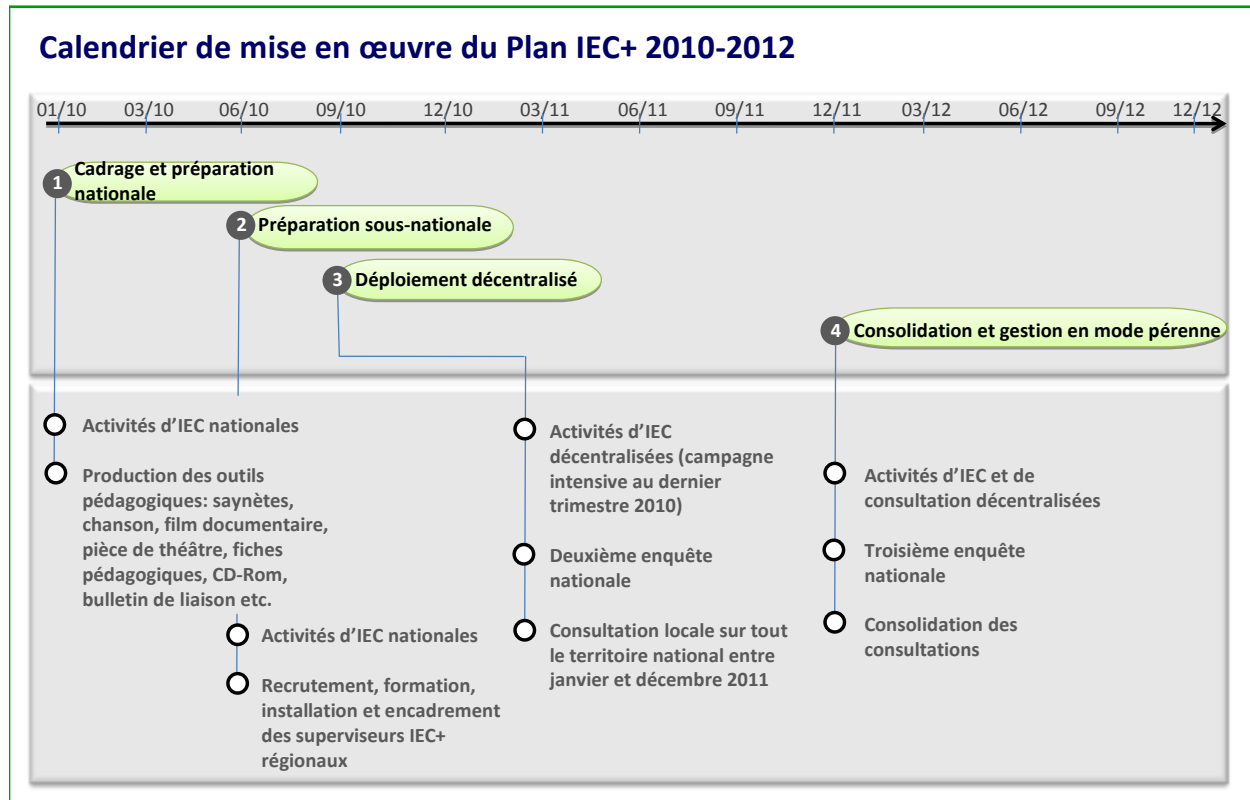 Calendrier de mise en œuvre du Plan IEC+ 2010-2012
01/10 03/10 06/10 09/10 12/10 03/11 06/11 09/11 12/11 03/12 06/12 09/12 12/12
1 Cadrage et préparation
nationale
2 Préparation sous-nationale
3 Déploiement décentralisé
4 Consolidation et gestion en mode pérenne
Activités d’IEC nationales
Production des outils
pédagogiques: saynètes,
chanson, film documentaire,
pièce de théâtre, fiches
pédagogiques, CD-Rom,
bulletin de liaison etc.
Activités d’IEC nationales
Recrutement, formation,
installation et encadrement
des superviseurs IEC+
régionaux
Activités d’IEC
décentralisées (campagne
intensive au dernier
trimestre 2010)
Deuxième enquête
nationale
Consultation locale sur tout
le territoire national entre
janvier et décembre 2011
Activités d’IEC et de
consultation décentralisées
Troisième enquête
nationale
Consolidation des
consultations